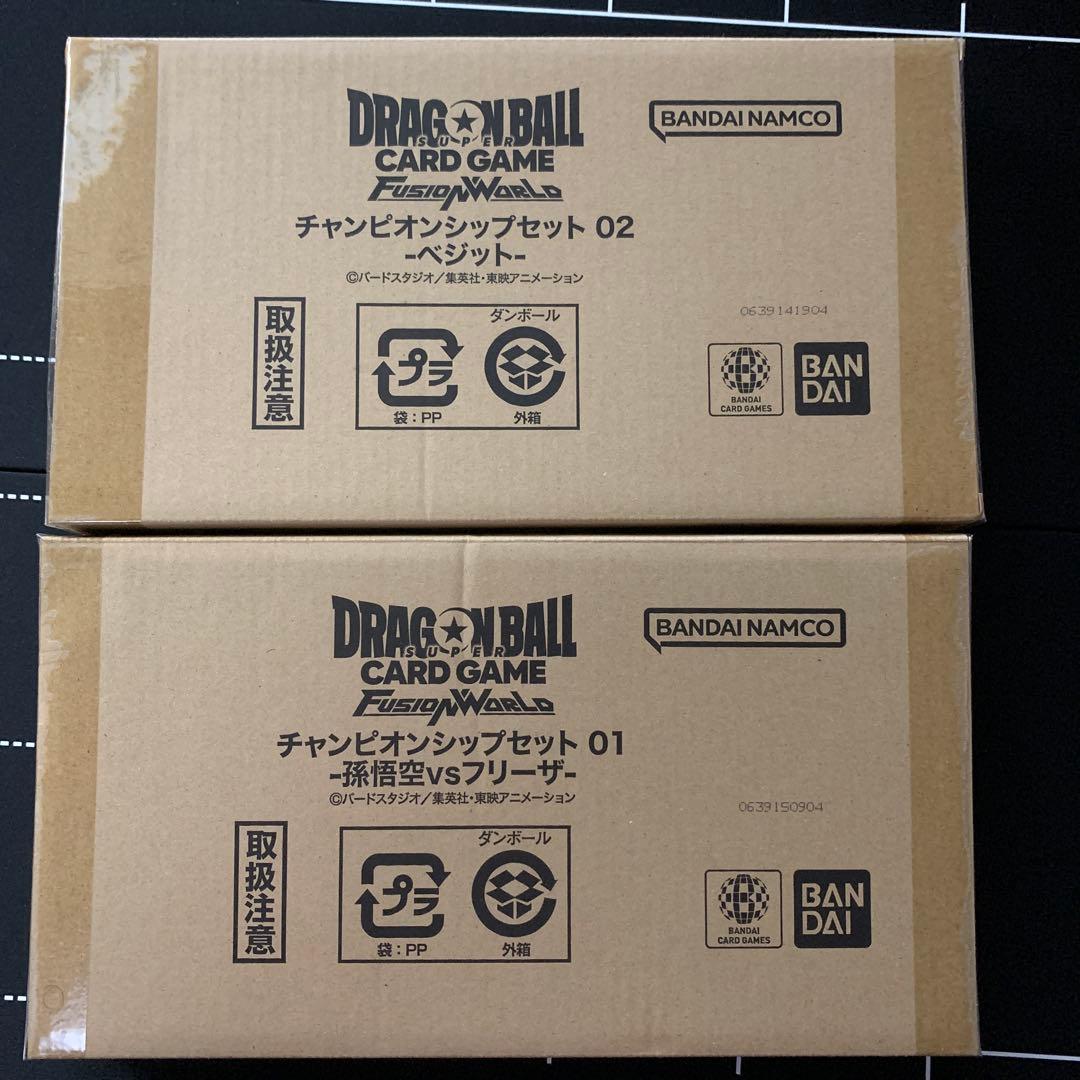 DRAGON BALL
SUPER
CARD GAME
FUSION WORLD
BANDAI NAMCO
チャンピオンシップセット 02
-ベジット-
©バードスタジオ/集英社・東映アニメーション
取扱注意
プラ
袋:PP
ダンボール
外箱
0639141904
BANDAI
CARD GAMES
BAN
DAI
DRAGON BALL
SUPER
CARD GAME
FUSION WORLD
BANDAI NAMCO
チャンピオンシップセット 01
-孫悟空vsフリーザ-
©バードスタジオ/集英社・東映アニメーション
取扱注意
プラ
袋:PP
ダンボール
外箱
0639150904
BANDAI
CARD GAMES
BAN
DAI